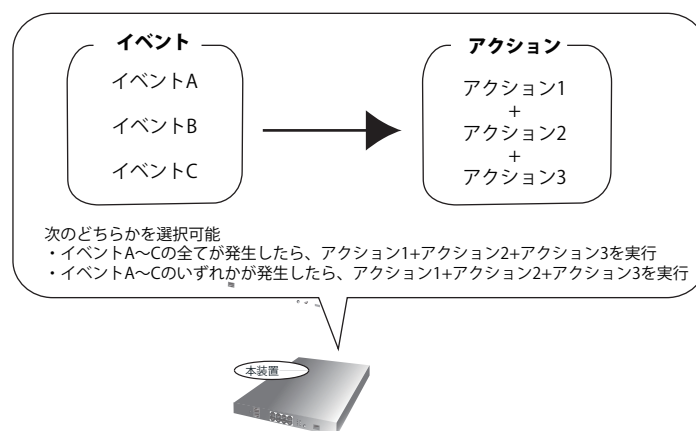 イベント
イベントA
イベントB
イベントC
アクション
アクション1
+
アクション2
+
アクション3
次のどちらかを選択可能
・イベントA～Cの全てが発生したら、アクション1+アクション2+アクション3を実行
・イベントA～Cのいずれかが発生したら、アクション1+アクション2+アクション3を実行
本装置